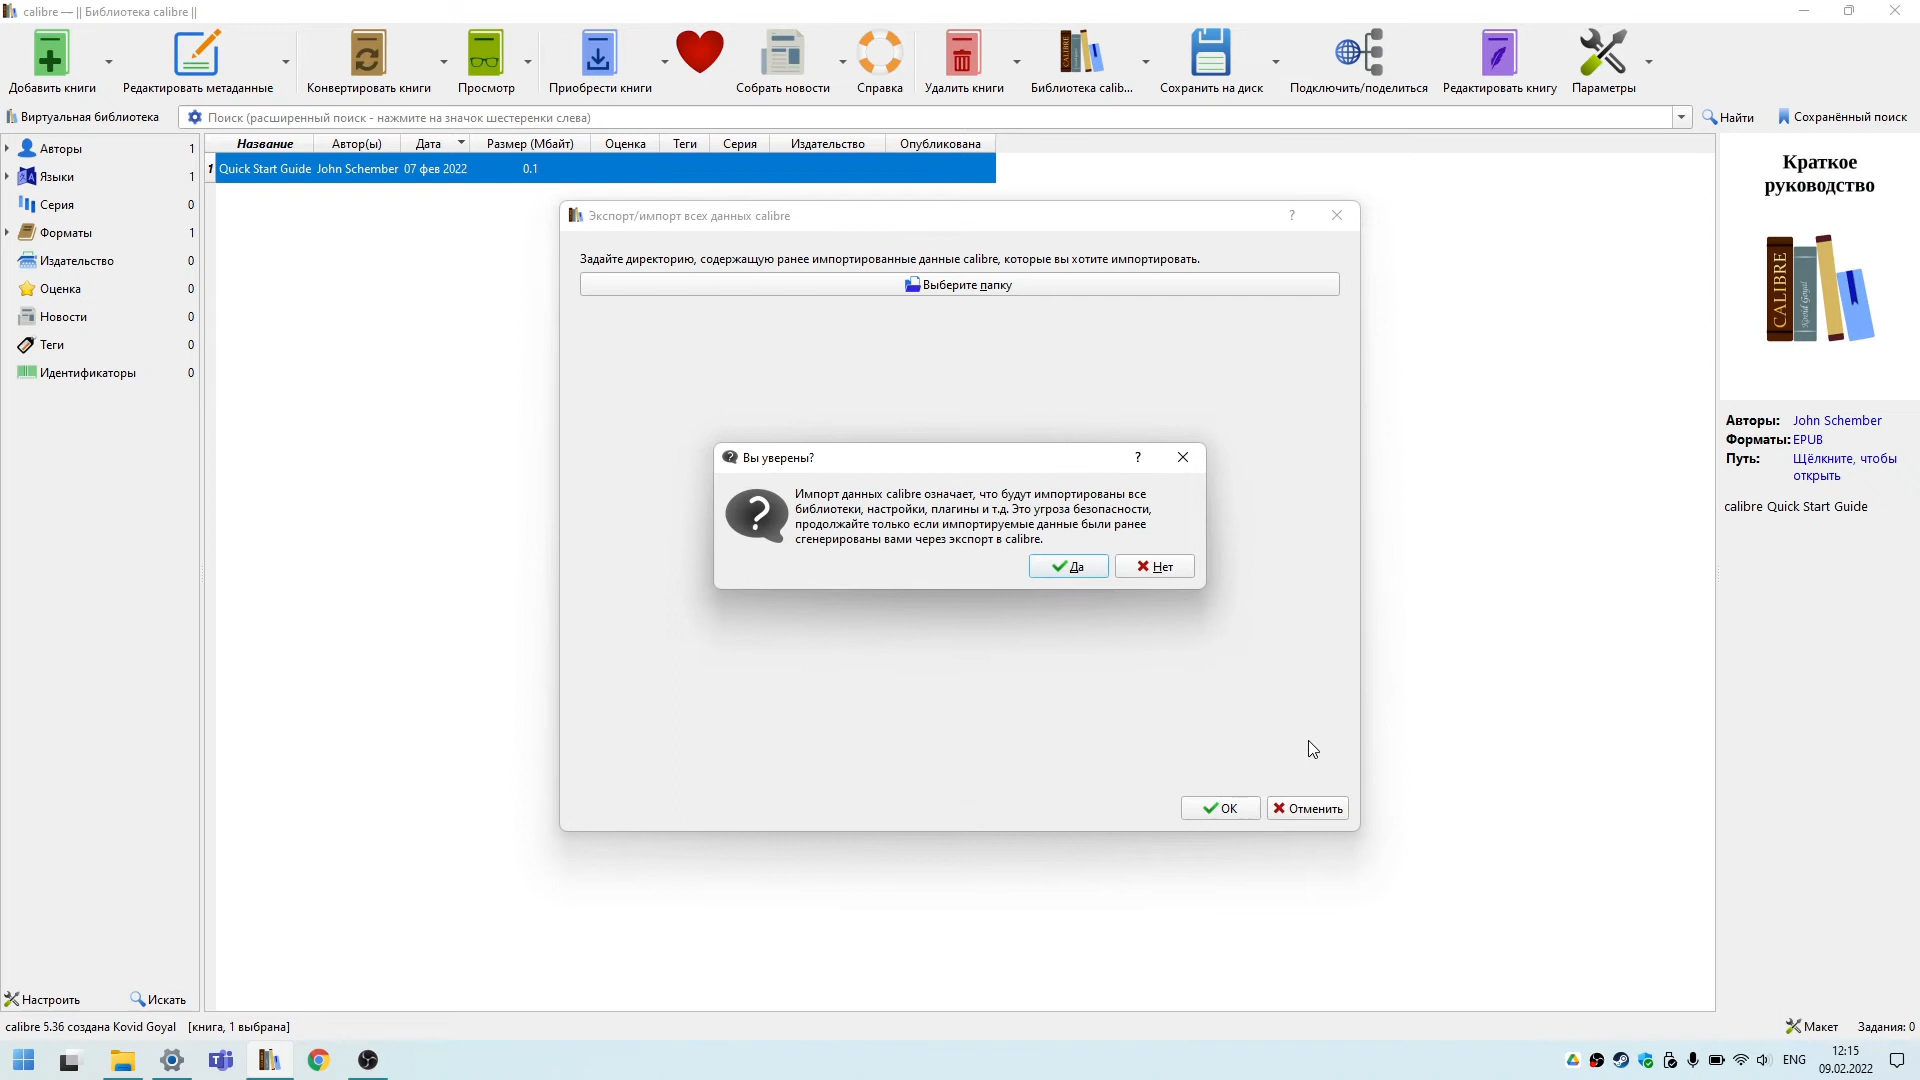 calibre — || Библиотека calibre ||
Добавить книги
Редактировать метаданные
Конвертировать книги
Просмотр
Приобрести книги
Собрать новости
Справка
Удалить книги
Библиотека calib...
Сохранить на диск
Подключить/поделиться
Редактировать книгу
Параметры
Виртуальная библиотека
Поиск (расширенный поиск - нажмите на значок шестеренки слева)
Найти
Сохранённый поиск
Авторы 1
Языки 1
Серия 0
Форматы 1
Издательство 0
Оценка 0
Новости 0
Теги 0
Идентификаторы 0
Название Автор(ы) Дата Размер (Мбайт) Оценка Теги Серия Издательство Опубликована
1 Quick Start Guide John Schember 07 фев 2022 0.1
Экспорт/импорт всех данных calibre ?
Задайте директорию, содержащую ранее импортированные данные calibre, которые вы хотите импортировать.
Выберите папку
Вы уверены? ?
?
Импорт данных calibre означает, что будут импортированы все
библиотеки, настройки, плагины и т.д. Это угроза безопасности,
продолжайте только если импортируемые данные были ранее
сгенерированы вами через экспорт в calibre.
Да
Нет
OK
Отменить
Краткое
руководство
CALIBRE
Kovid Goyal
Авторы: John Schember
Форматы: EPUB
Путь: Щёлкните, чтобы
открыть
calibre Quick Start Guide
Настроить
Искать
calibre 5.36 создана Kovid Goyal [книга, 1 выбрана]
Макет
Задания: 0
ENG
12:15
09.02.2022